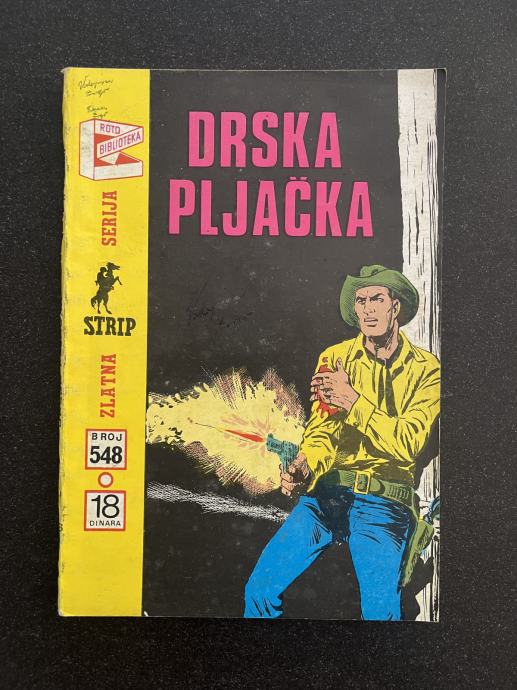 ROTO
BIBLIOTEKA
DRSKA
PLJAČKA
ZLATNA
STRIP
SERIJA
BROJ
548
18
DINARA